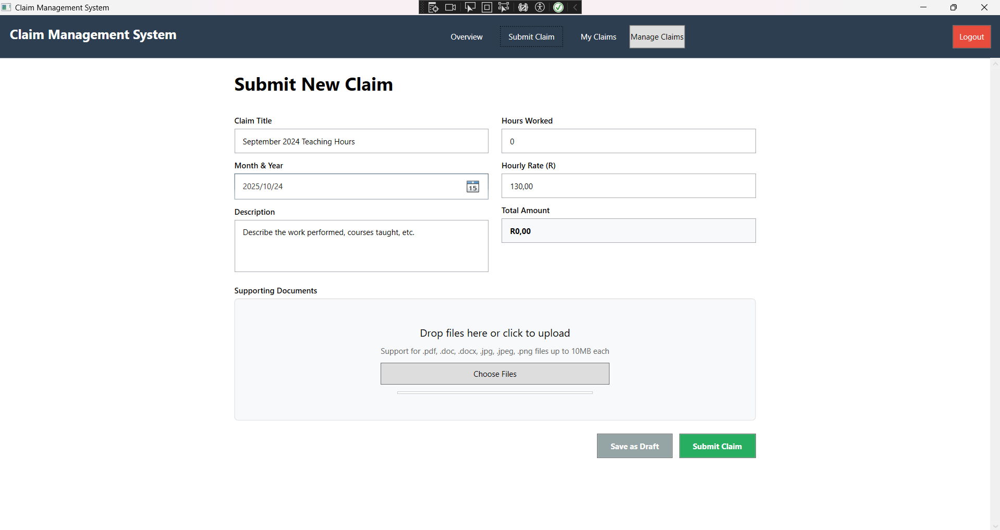 Claim Management System
Claim Management System
Overview
Submit Claim
My Claims
Manage Claims
Logout
Submit New Claim
Claim Title
September 2024 Teaching Hours
Hours Worked
0
Month & Year
2025/10/24
15
Hourly Rate (R)
130,00
Description
Describe the work performed, courses taught, etc.
Total Amount
R0,00
Supporting Documents
Drop files here or click to upload
Support for .pdf, .doc, .docx, .jpg, .jpeg, .png files up to 10MB each
Choose Files
Save as Draft
Submit Claim